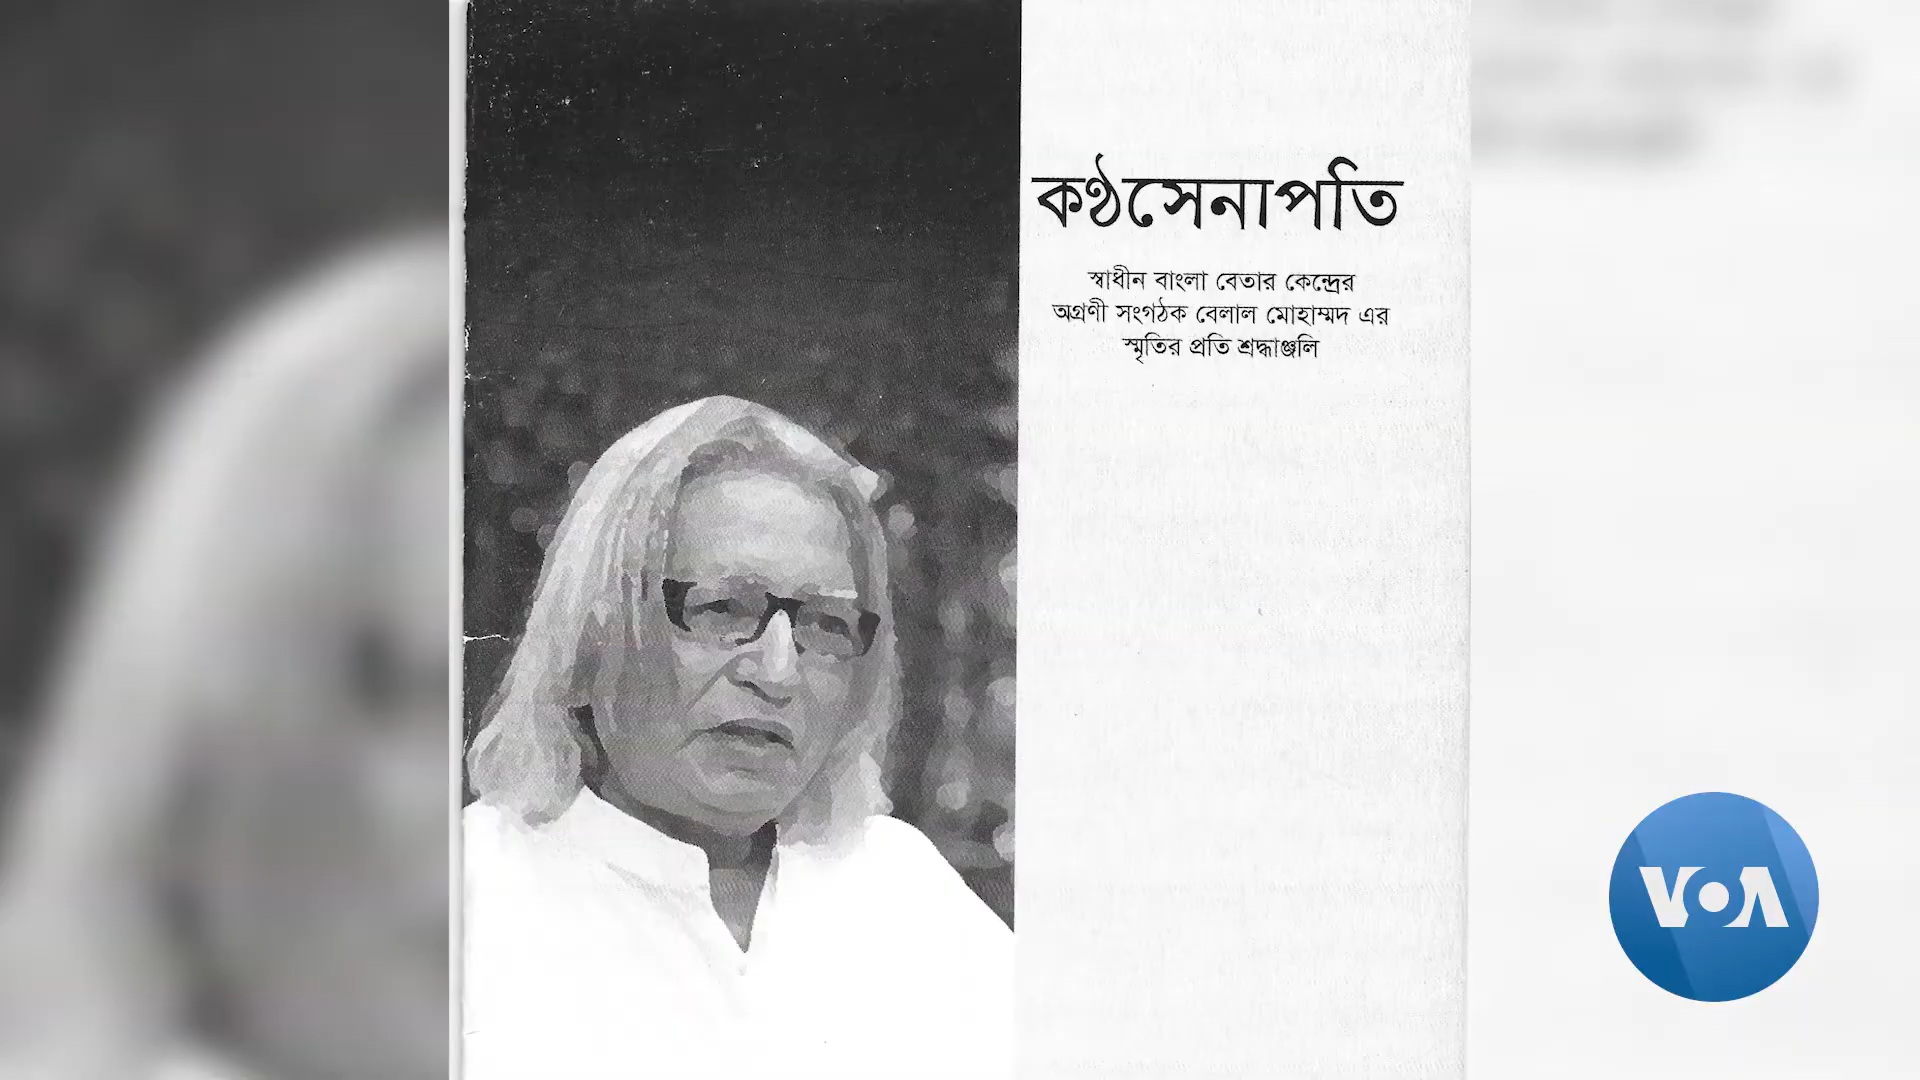 কণ্ঠসেনাপতি
স্বাধীন বাংলা বেতার কেন্দ্রের
অগ্রণী সংগঠক বেলাল মোহাম্মদ এর
স্মৃতির প্রতি শ্রদ্ধাঞ্জলি
VOA